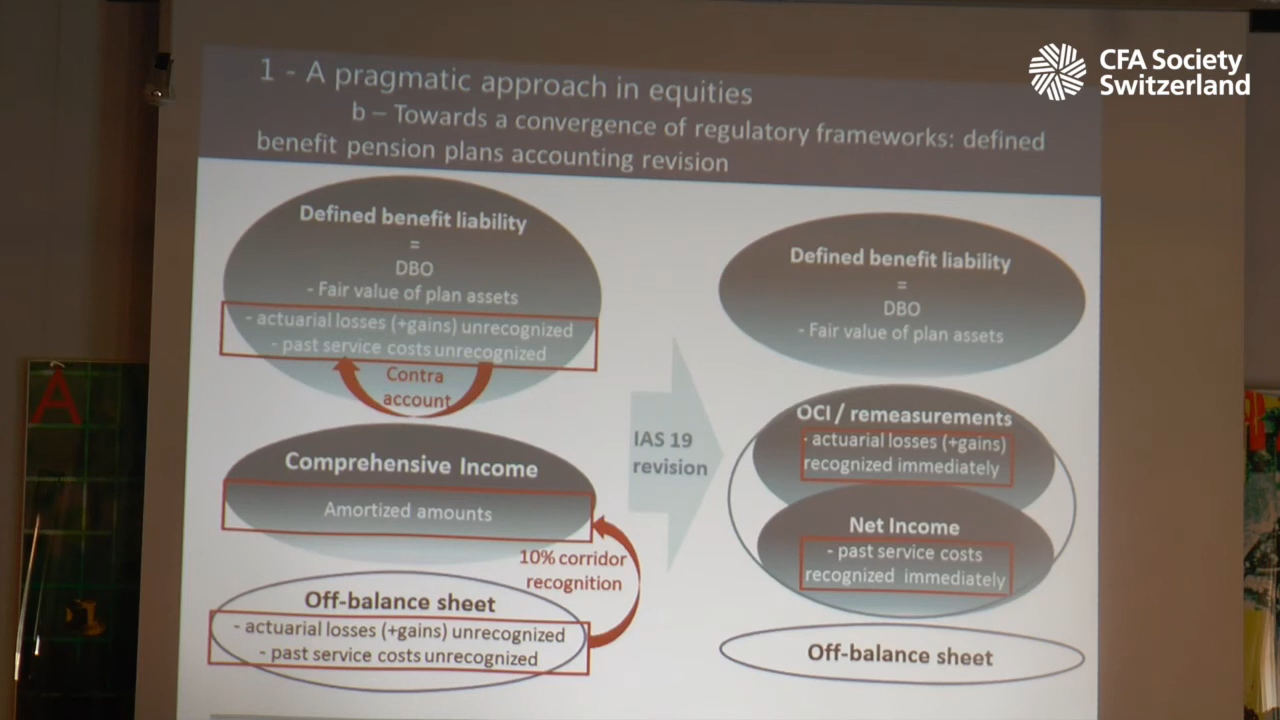 CFA Society
Switzerland
1 - A pragmatic approach in equities
b – Towards a convergence of regulatory frameworks: defined
benefit pension plans accounting revision
Defined benefit liability
=
DBO
- Fair value of plan assets
- actuarial losses (+gains) unrecognized
- past service costs unrecognized
Contra
account
Comprehensive Income
Amortized amounts
10% corridor
recognition
Off-balance sheet
- actuarial losses (+gains) unrecognized
- past service costs unrecognized
IAS 19
revision
Defined benefit liability
=
DBO
- Fair value of plan assets
OCI / remeasurements
- actuarial losses (+gains)
recognized immediately
Net Income
- past service costs
recognized immediately
Off-balance sheet
A